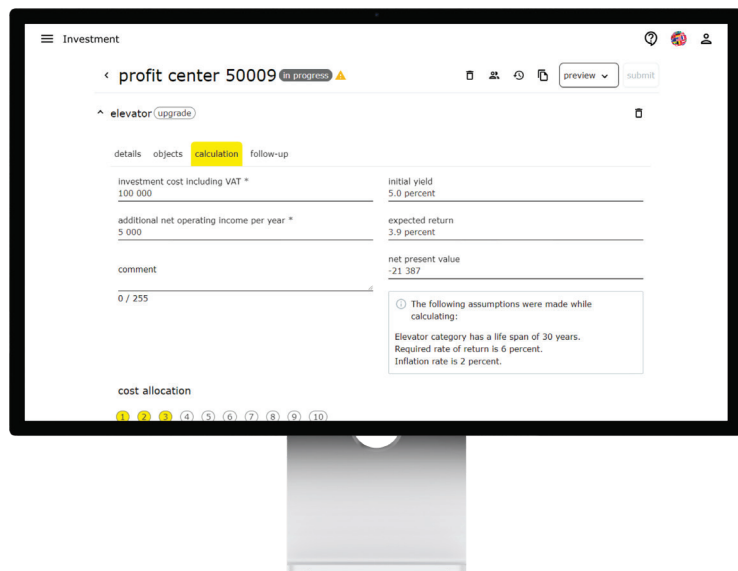 Investment
profit center 50009 in progress
preview
submit
elevator upgrade
details objects calculation follow-up
investment cost including VAT *
100 000
additional net operating income per year *
5 000
comment
0 / 255
initial yield
5.0 percent
expected return
3.9 percent
net present value
-21 387
The following assumptions were made while
calculating:
Elevator category has a life span of 30 years.
Required rate of return is 6 percent.
Inflation rate is 2 percent.
cost allocation
1 2 3 4 5 6 7 8 9 10